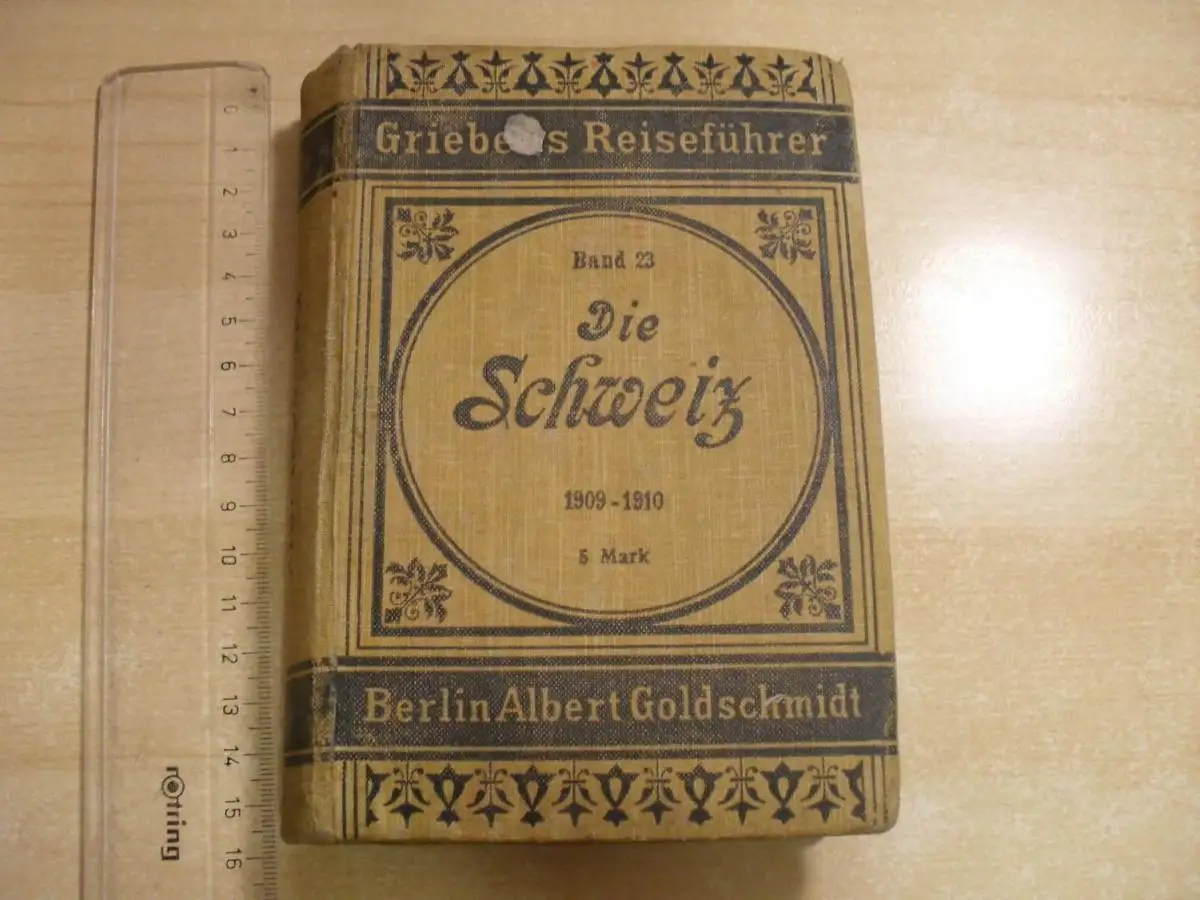 Griebens Reiseführer
Band 23
Die
Schweiz
1909-1910
5 Mark
Berlin Albert Goldschmidt
0
1
2
3
4
5
6
7
8
9
10
11
12
13
14
15
16
rotring